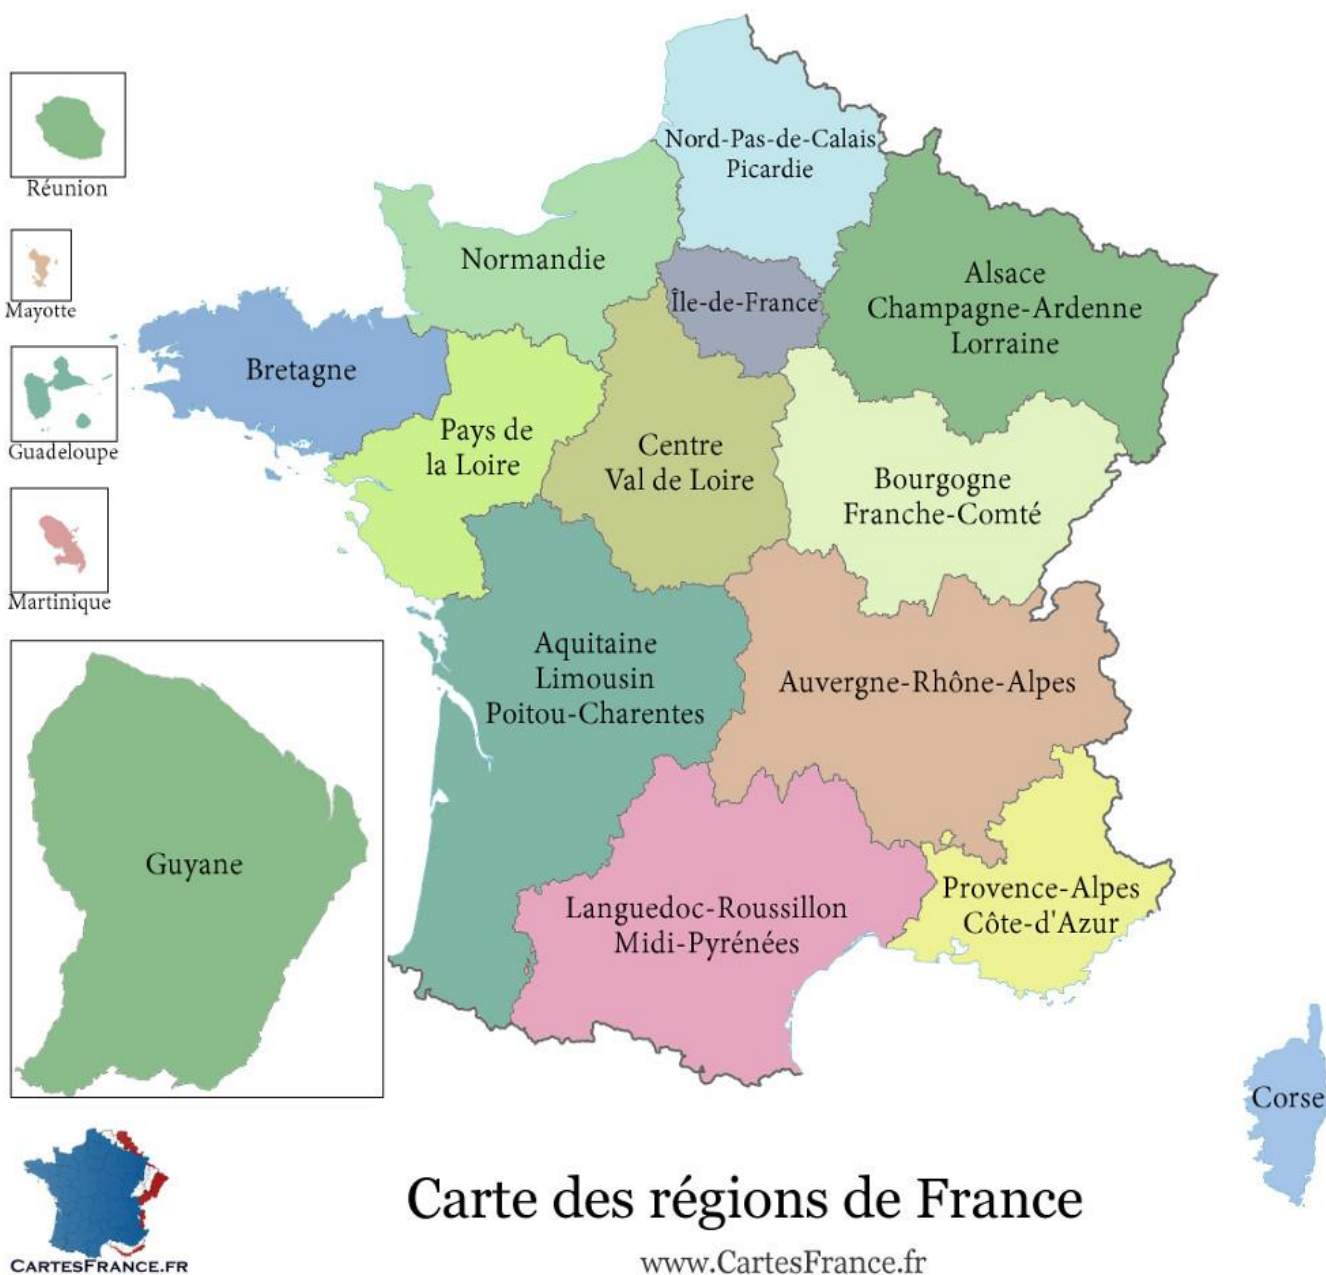 Nord-Pas-de-Calais
Picardie
Réunion
Normandie
Alsace
Champagne-Ardenne
Lorraine
Île-de-France
Mayotte
Bretagne
Pays de
la Loire
Centre
Val de Loire
Guadeloupe
Bourgogne
Franche-Comté
Martinique
Aquitaine
Limousin
Poitou-Charentes
Auvergne-Rhône-Alpes
Guyane
Languedoc-Roussillon
Midi-Pyrénées
Provence-Alpes
Côte-d'Azur
Corse
Carte des régions de France
www.CartesFrance.fr
CARTESFRANCE.FR